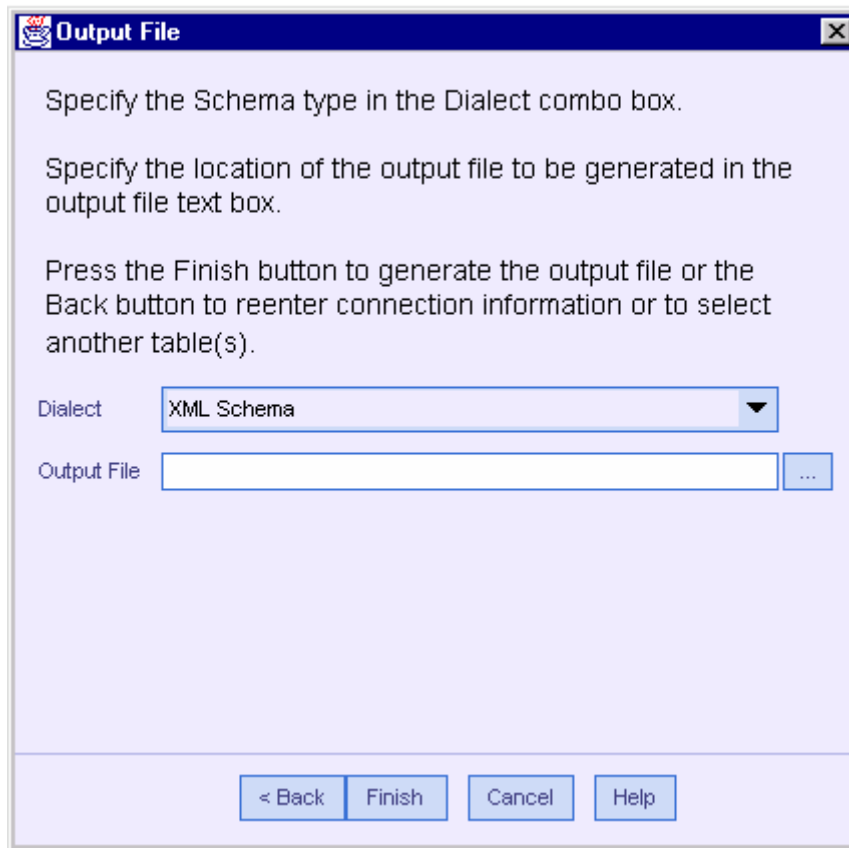 Output File
Specify the Schema type in the Dialect combo box.
Specify the location of the output file to be generated in the
output file text box.
Press the Finish button to generate the output file or the
Back button to reenter connection information or to select
another table(s).
Dialect XML Schema
Output File ...
< Back Finish Cancel Help